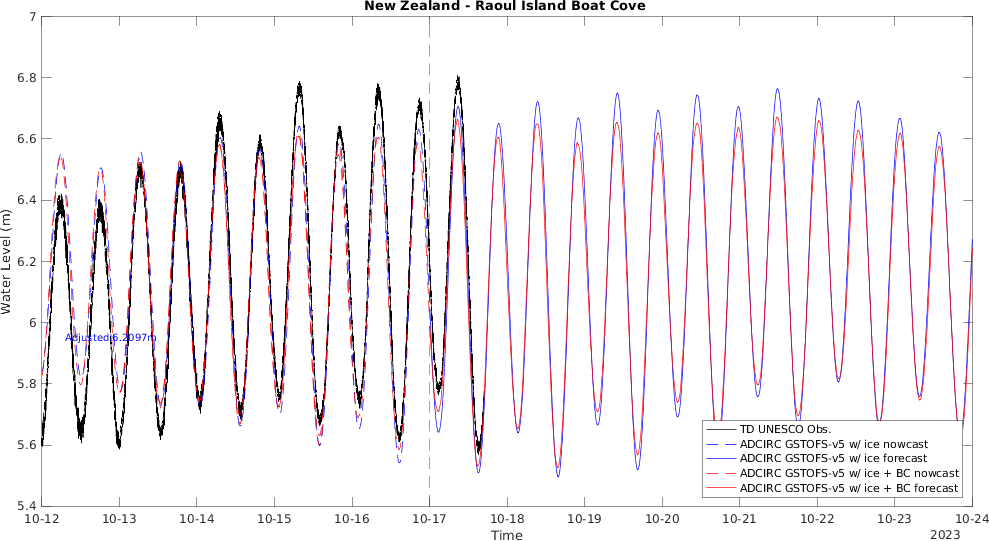 New Zealand - Raoul Island Boat Cove
Water Level (m)
7
6.8
6.6
6.4
6.2
6
5.8
5.6
5.4
Adjusted:6.2097m
TD UNESCO Obs.
ADCIRC GSTOFS-v5 w/ ice nowcast
ADCIRC GSTOFS-v5 w/ ice forecast
ADCIRC GSTOFS-v5 w/ ice + BC nowcast
ADCIRC GSTOFS-v5 w/ ice + BC forecast
10-12 10-13 10-14 10-15 10-16 10-17 10-18 10-19 10-20 10-21 10-22 10-23 10-24
Time
2023